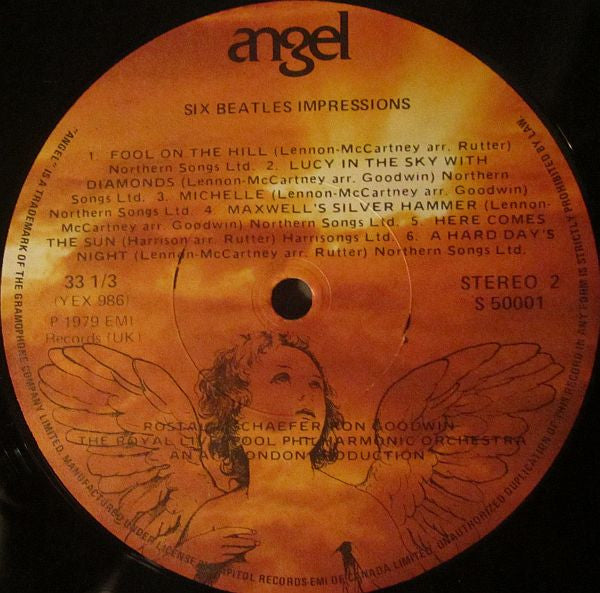 angel
SIX BEATLES IMPRESSIONS
1. FOOL ON THE HILL (Lennon-McCartney arr. Rutter)
Northern Songs Ltd. 2. LUCY IN THE SKY WITH
DIAMONDS (Lennon-McCartney arr. Goodwin) Northern
Songs Ltd. 3. MICHELLE (Lennon-McCartney arr. Goodwin)
Northern Songs Ltd. 4 MAXWELL'S SILVER HAMMER (Lennon-
McCartney arr. Goodwin) Northern Songs Ltd. 5 HERE COMES
THE SUN (Harrison arr. Rutter) Harrisongs Ltd. 6. A HARD DAY'S
NIGHT (Lennon-McCartney arr. Rutter) Northern Songs Ltd.
33 1/3
(YEX 986)
P 1979 EMI
Records (UK)
STEREO 2
S 50001
SCHAEFER RON GOODWIN
THE ROYAL LIVERPOOL PHILHARMONIC ORCHESTRA
PRODUCTION
"ANGEL" IS A TRADEMARK OF THE GRAMOPHONE COMPANY LIMITED. MANUFACTURED UNDER LICENSE CAPITOL RECORDS-EMI OF CANADA LIMITED. UNAUTHORIZED DUPLICATION OF THIS RECORD IN ANY FORM IS STRICTLY PROHIBITED BY LAW